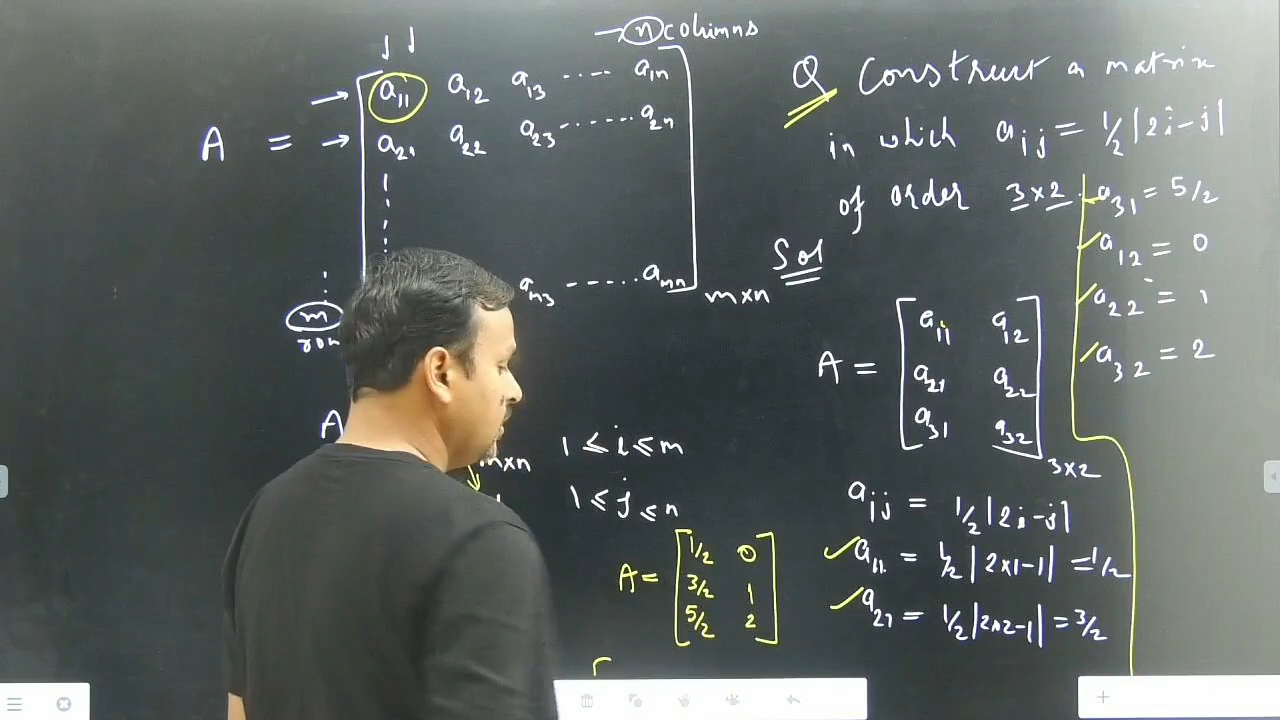 → n columns
A = → a₁₁ a₁₂ a₁₃ ..... a₁ₙ
→ a₂₁ a₂₂ a₂₃ ...... a₂ₙ
aₘ₃ ...... aₘₙ
m×n
m
A
m×n 1 ≤ i ≤ m
1 ≤ j ≤ n
A = [1/2 0
3/2 1
5/2 2]
Q Construct a matrix
in which aᵢⱼ = 1/2 |2i-j|
of order 3×2.
Sol
A = [a₁₁ a₁₂
a₂₁ a₂₂
a₃₁ a₃₂] 3×2
aᵢⱼ = 1/2 |2i-j|
a₁₁ = 1/2 |2×1-1| = 1/2
a₂₁ = 1/2 |2×2-1| = 3/2
a₃₁ = 5/2
a₁₂ = 0
a₂₂ = 1
a₃₂ = 2